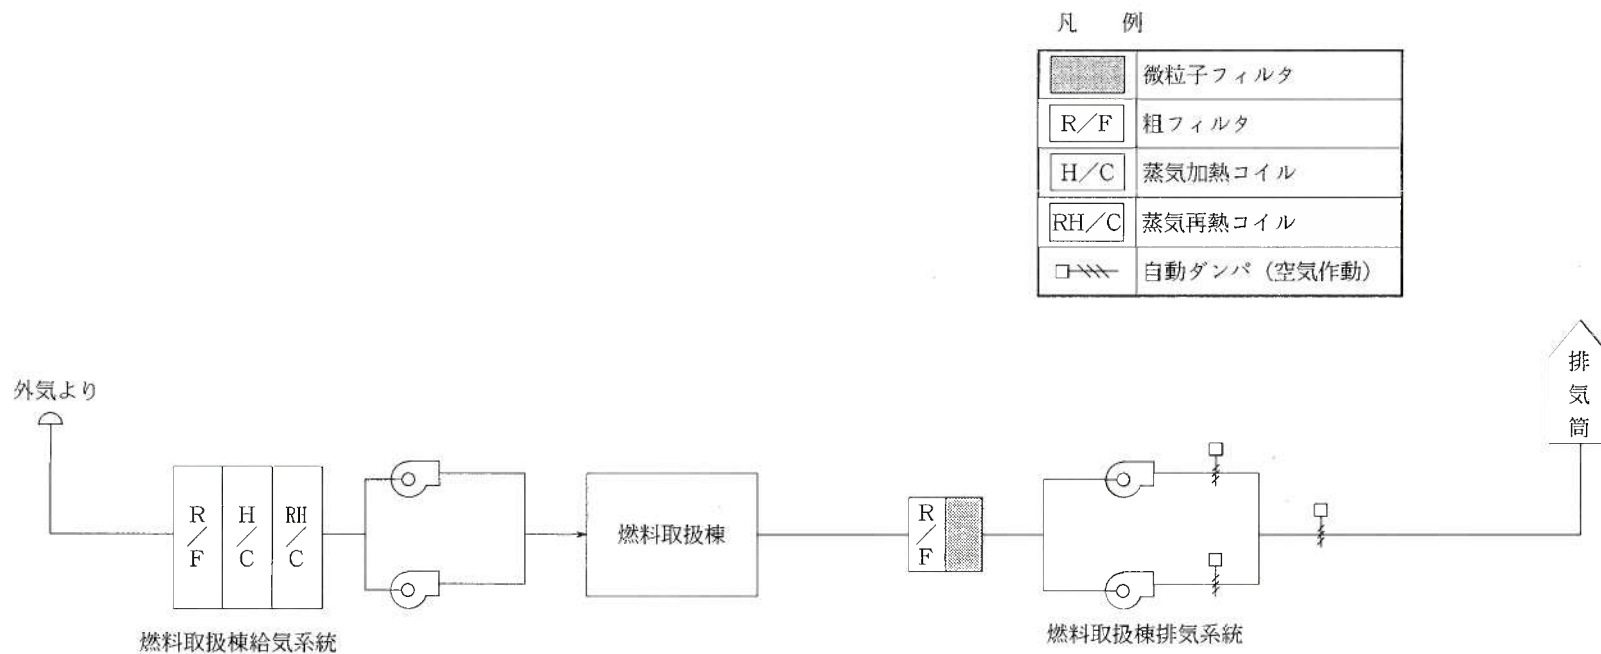 凡 例
微粒子フィルタ
R/F 粗フィルタ
H/C 蒸気加熱コイル
RH/C 蒸気再熱コイル
自動ダンパ (空気作動)
外気より
R/F
H/C
RH/C
燃料取扱棟給気系統
燃料取扱棟
R/F
燃料取扱棟排気系統
排気筒